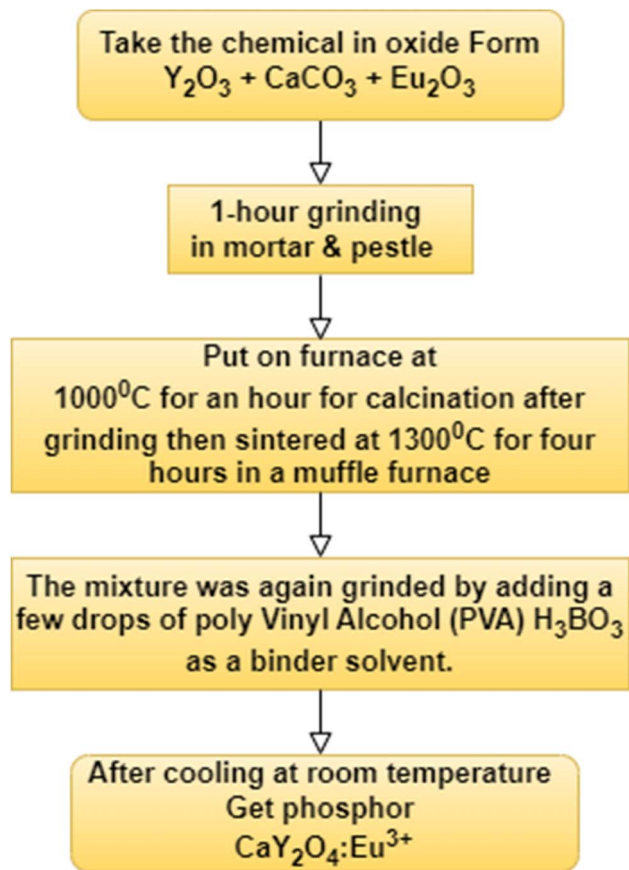 Take the chemical in oxide Form
Y₂O₃ + CaCO₃ + Eu₂O₃
1-hour grinding
in mortar & pestle
Put on furnace at
1000⁰C for an hour for calcination after
grinding then sintered at 1300⁰C for four
hours in a muffle furnace
The mixture was again grinded by adding a
few drops of poly Vinyl Alcohol (PVA) H₃BO₃
as a binder solvent.
After cooling at room temperature
Get phosphor
CaY₂O₄:Eu³⁺